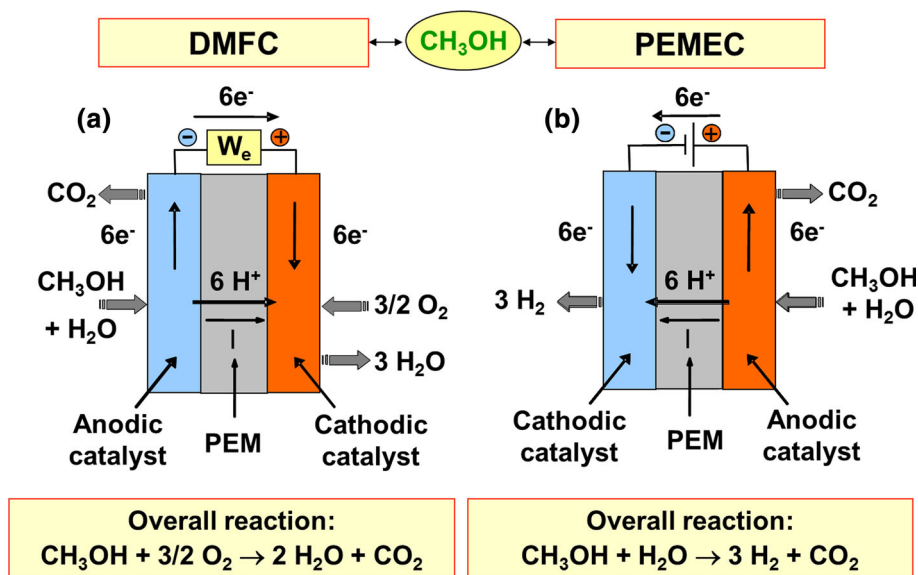 DMFC
CH₃OH
PEMEC
(a)
6e⁻
−
Wₑ
+
CO₂
6e⁻
6e⁻
CH₃OH
+ H₂O
6 H⁺
I
3/2 O₂
3 H₂O
Anodic
catalyst
PEM
Cathodic
catalyst
Overall reaction:
CH₃OH + 3/2 O₂ → 2 H₂O + CO₂
(b)
6e⁻
−
+
CO₂
6e⁻
6e⁻
3 H₂
6 H⁺
I
CH₃OH
+ H₂O
Cathodic
catalyst
PEM
Anodic
catalyst
Overall reaction:
CH₃OH + H₂O → 3 H₂ + CO₂